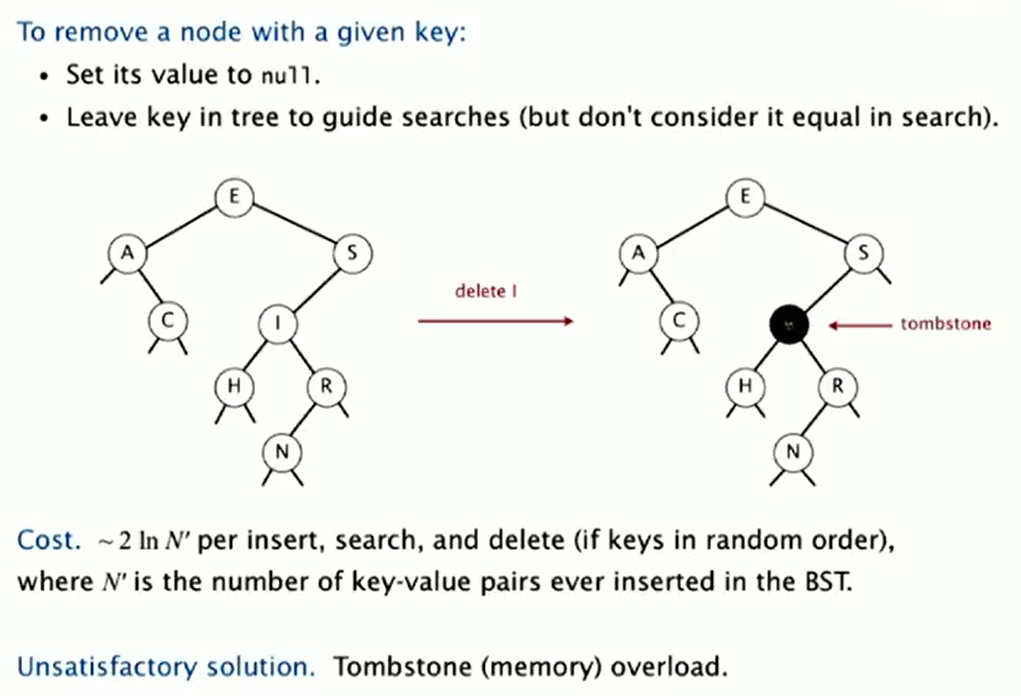 To remove a node with a given key:
• Set its value to null.
• Leave key in tree to guide searches (but don't consider it equal in search).
E
E
A
S
A
S
delete I
C
I
C
tombstone
H
R
H
R
N
N
Cost. ~ 2 ln N′ per insert, search, and delete (if keys in random order),
where N′ is the number of key-value pairs ever inserted in the BST.
Unsatisfactory solution. Tombstone (memory) overload.